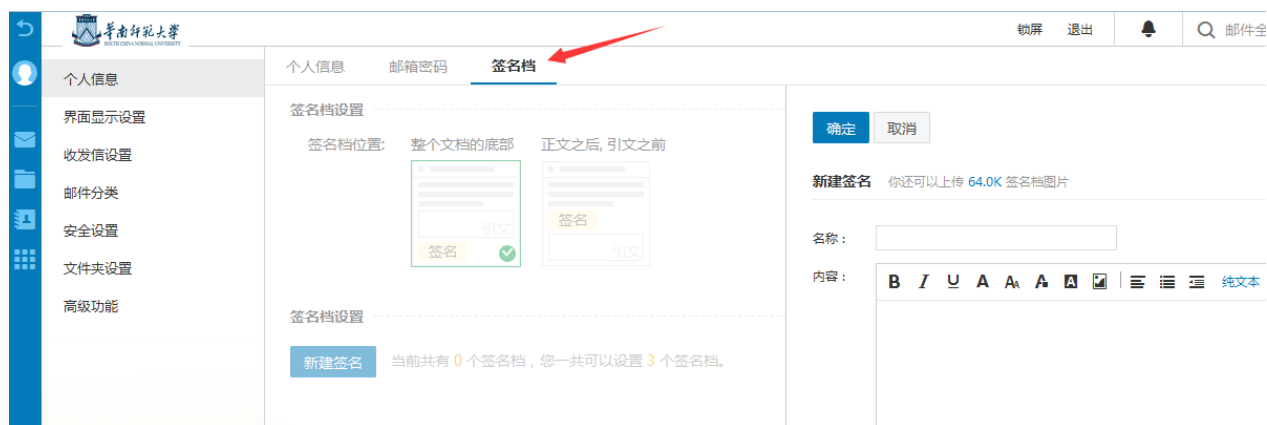 華南師範大學
SOUTH CHINA NORMAL UNIVERSITY
锁屏 退出 邮件全
个人信息
界面显示设置
收发信设置
邮件分类
安全设置
文件夹设置
高级功能
个人信息 邮箱密码 签名档
签名档设置
签名档位置: 整个文档的底部 正文之后, 引文之前
引文
签名
签名
引文
签名档设置
新建签名 当前共有 0 个签名档，您一共可以设置 3 个签名档。
确定 取消
新建签名 你还可以上传 64.0K 签名档图片
名称：
内容：
B I U A AA A A 纯文本